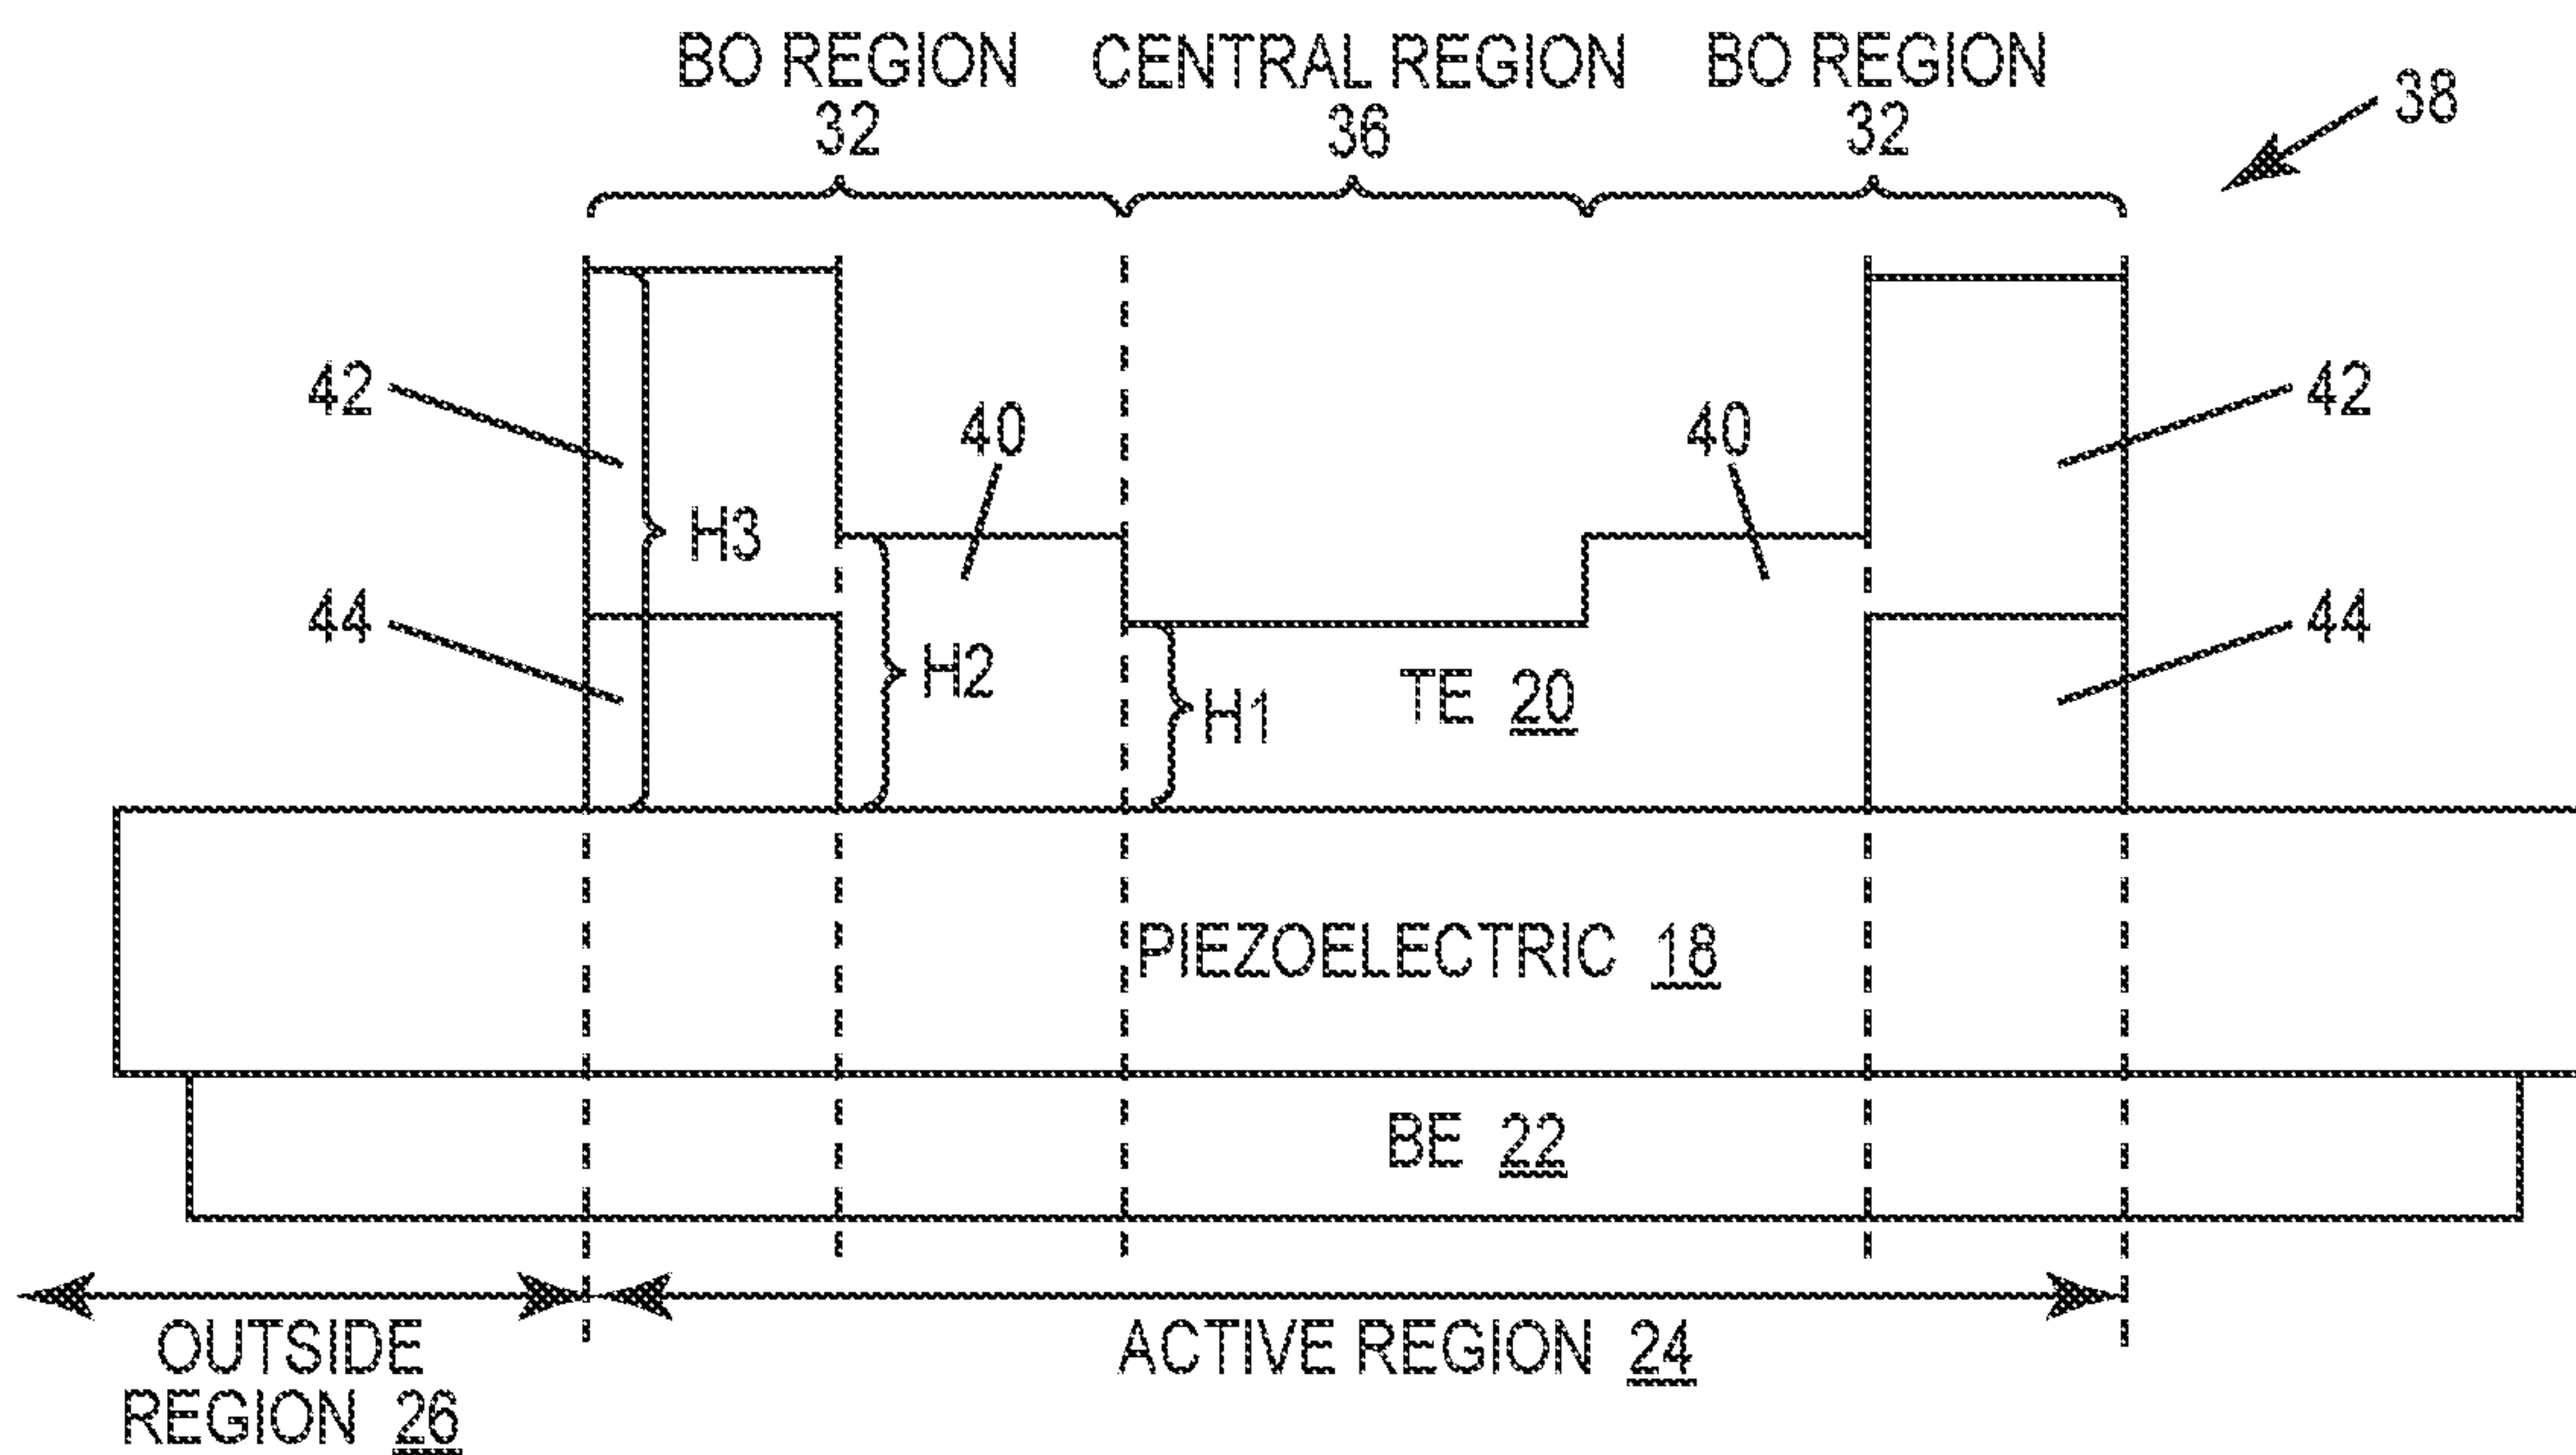 BO REGION
32
CENTRAL REGION
36
BO REGION
32
38
42
40
40
42
H3
44
H2
H1
TE 20
44
PIEZOELECTRIC 18
BE 22
OUTSIDE
REGION 26
ACTIVE REGION 24